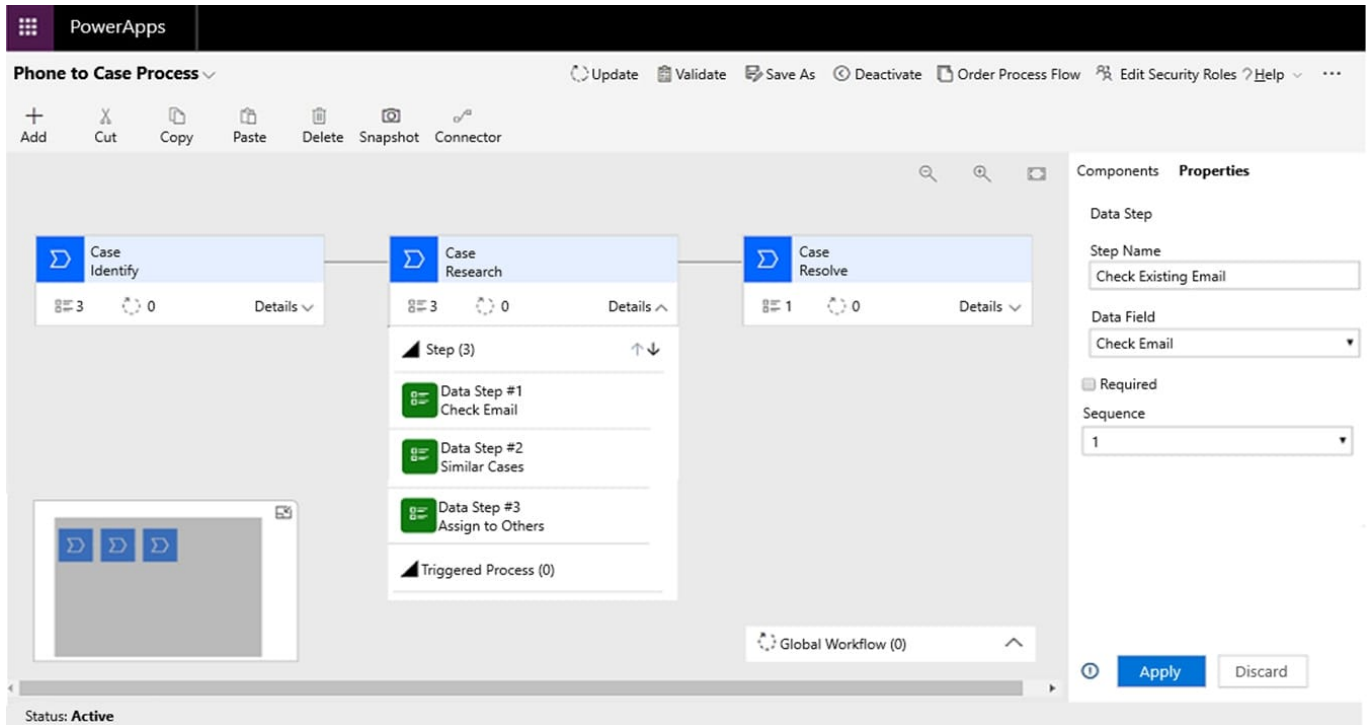 PowerApps
Phone to Case Process
Update Validate Save As Deactivate Order Process Flow Edit Security Roles ? Help ...
Add Cut Copy Paste Delete Snapshot Connector
Components Properties
Data Step
Step Name
Check Existing Email
Data Field
Check Email
Required
Sequence
1
Case
Identify
3 0 Details
Case
Research
3 0 Details
Step (3)
Data Step #1
Check Email
Data Step #2
Similar Cases
Data Step #3
Assign to Others
Triggered Process (0)
Case
Resolve
1 0 Details
Global Workflow (0)
Apply Discard
Status: Active